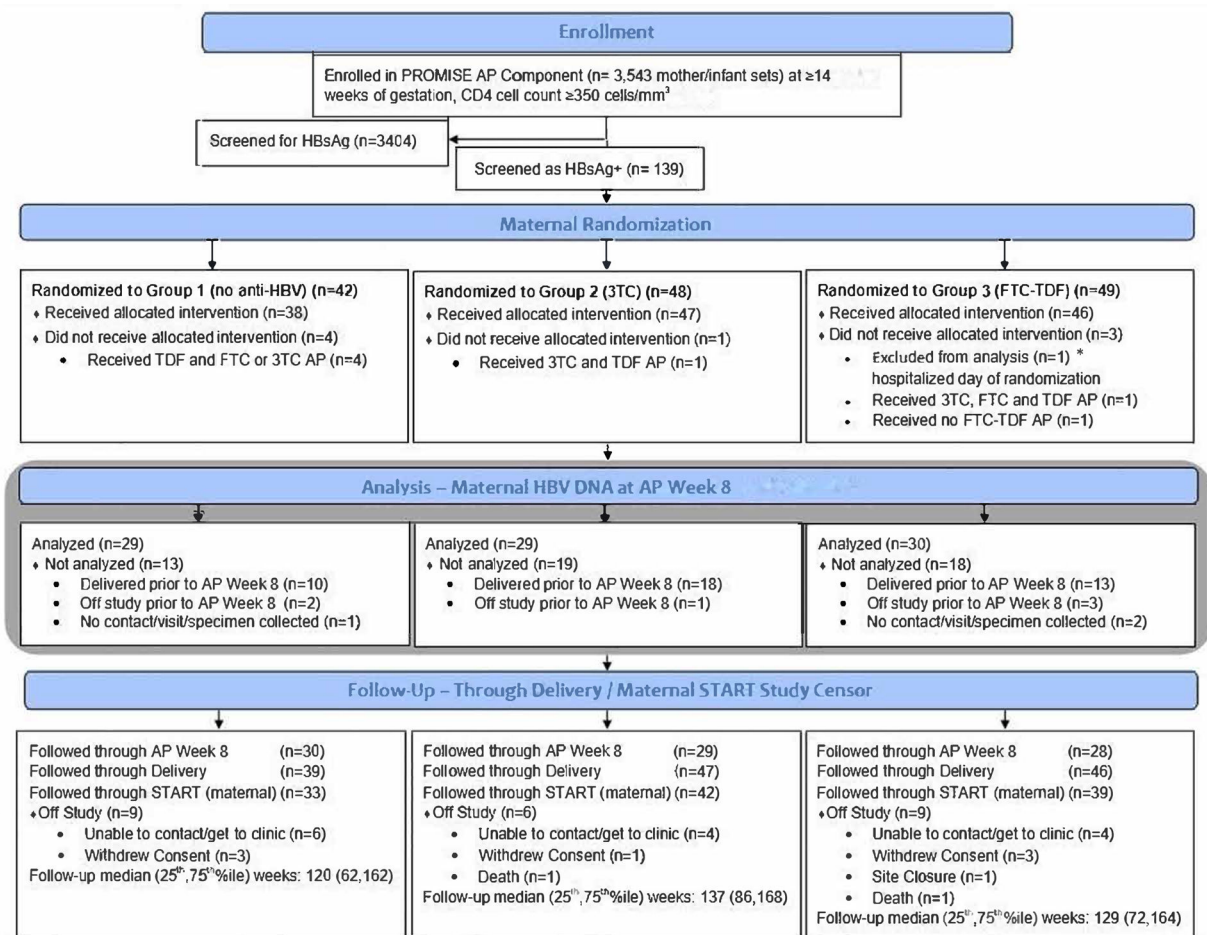 Enrollment
Enrolled in PROMISE AP Component (n= 3,543 mother/infant sets) at ≥14
weeks of gestation, CD4 cell count ≥350 cells/mm³
Screened for HBsAg (n=3404)
Screened as HBsAg+ (n= 139)
Maternal Randomization
Randomized to Group 1 (no anti-HBV) (n=42)
♦ Received allocated intervention (n=38)
♦ Did not receive allocated intervention (n=4)
• Received TDF and FTC or 3TC AP (n=4)
Randomized to Group 2 (3TC) (n=48)
♦ Received allocated intervention (n=47)
♦ Did not receive allocated intervention (n=1)
• Received 3TC and TDF AP (n=1)
Randomized to Group 3 (FTC-TDF) (n=49)
♦ Received allocated intervention (n=46)
♦ Did not receive allocated intervention (n=3)
• Excluded from analysis (n=1) *
hospitalized day of randomization
• Received 3TC, FTC and TDF AP (n=1)
• Received no FTC-TDF AP (n=1)
Analysis – Maternal HBV DNA at AP Week 8
Analyzed (n=29)
♦ Not analyzed (n=13)
• Delivered prior to AP Week 8 (n=10)
• Off study prior to AP Week 8 (n=2)
• No contact/visit/specimen collected (n=1)
Analyzed (n=29)
♦ Not analyzed (n=19)
• Delivered prior to AP Week 8 (n=18)
• Off study prior to AP Week 8 (n=1)
Analyzed (n=30)
♦ Not analyzed (n=18)
• Delivered prior to AP Week 8 (n=13)
• Off study prior to AP Week 8 (n=3)
• No contact/visit/specimen collected (n=2)
Follow-Up – Through Delivery / Maternal START Study Censor
Followed through AP Week 8 (n=30)
Followed through Delivery (n=39)
Followed through START (maternal) (n=33)
♦Off Study (n=9)
• Unable to contact/get to clinic (n=6)
• Withdrew Consent (n=3)
Follow-up median (25th,75th%ile) weeks: 120 (62,162)
Followed through AP Week 8 (n=29)
Followed through Delivery (n=47)
Followed through START (maternal) (n=42)
♦Off Study (n=6)
• Unable to contact/get to clinic (n=4)
• Withdrew Consent (n=1)
• Death (n=1)
Follow-up median (25th,75th%ile) weeks: 137 (86,168)
Followed through AP Week 8 (n=28)
Followed through Delivery (n=46)
Followed through START (maternal) (n=39)
♦Off Study (n=9)
• Unable to contact/get to clinic (n=4)
• Withdrew Consent (n=3)
• Site Closure (n=1)
• Death (n=1)
Follow-up median (25th,75th%ile) weeks: 129 (72,164)